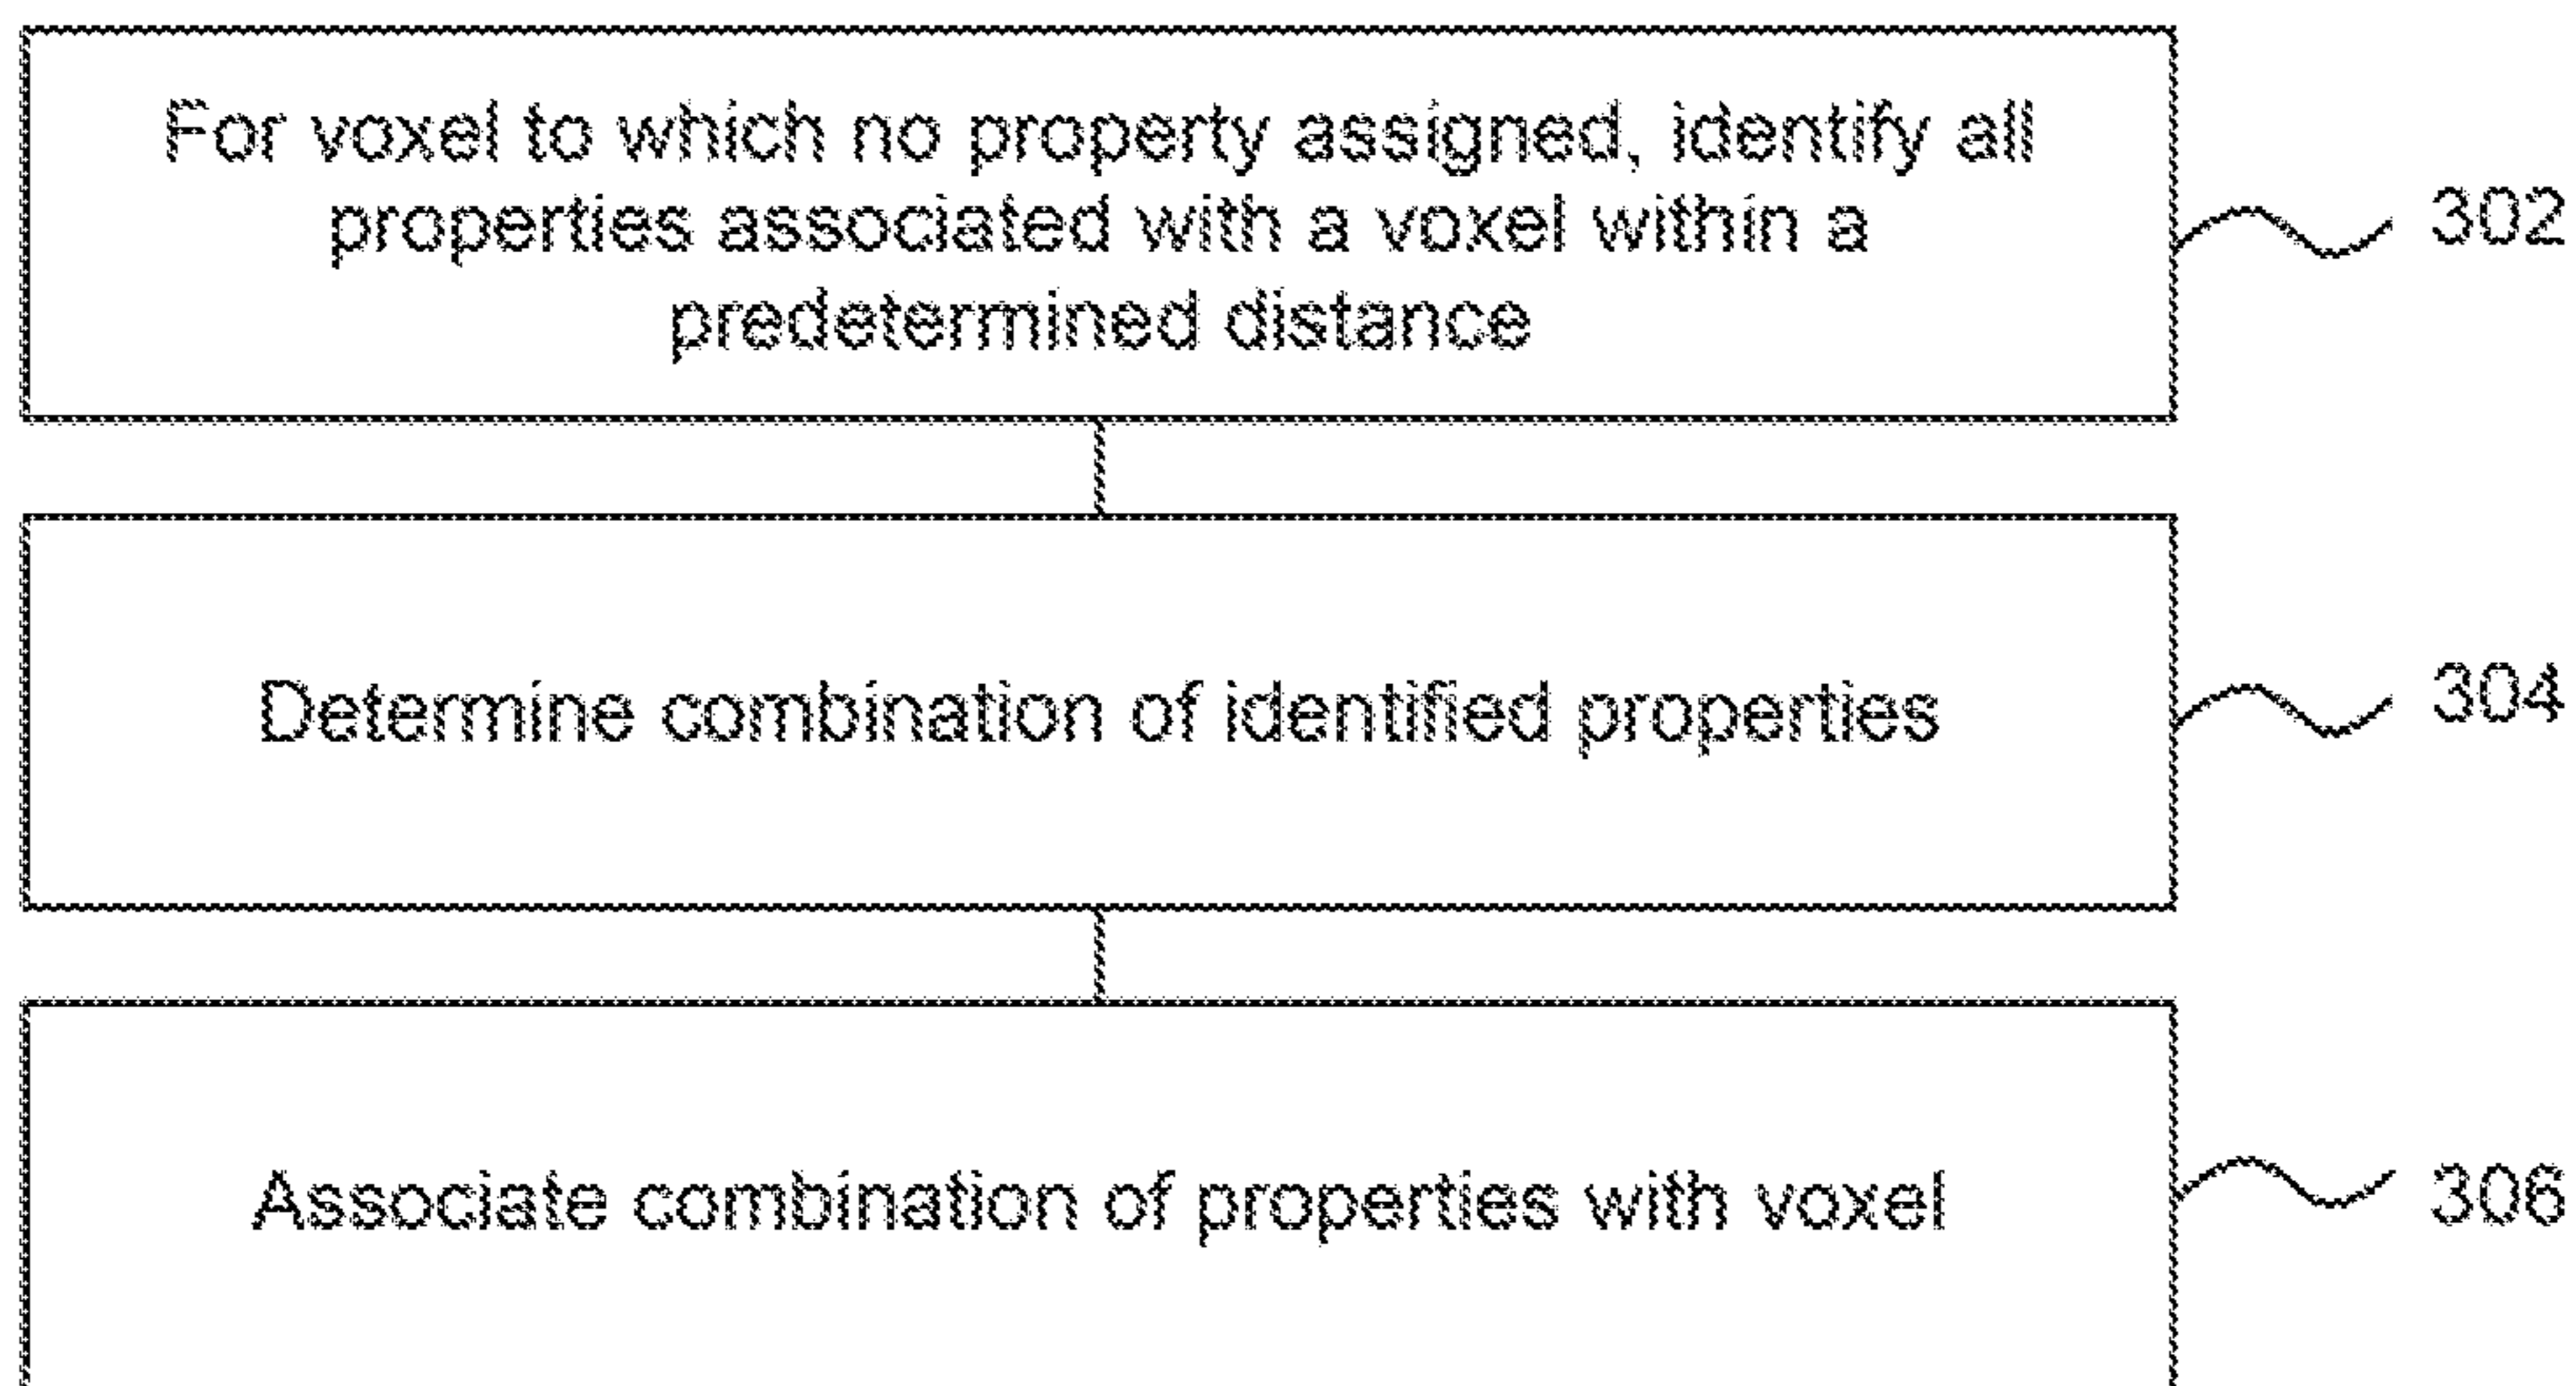 For voxel to which no property assigned, identify all
properties associated with a voxel within a
predetermined distance
302
Determine combination of identified properties
304
Associate combination of properties with voxel
306